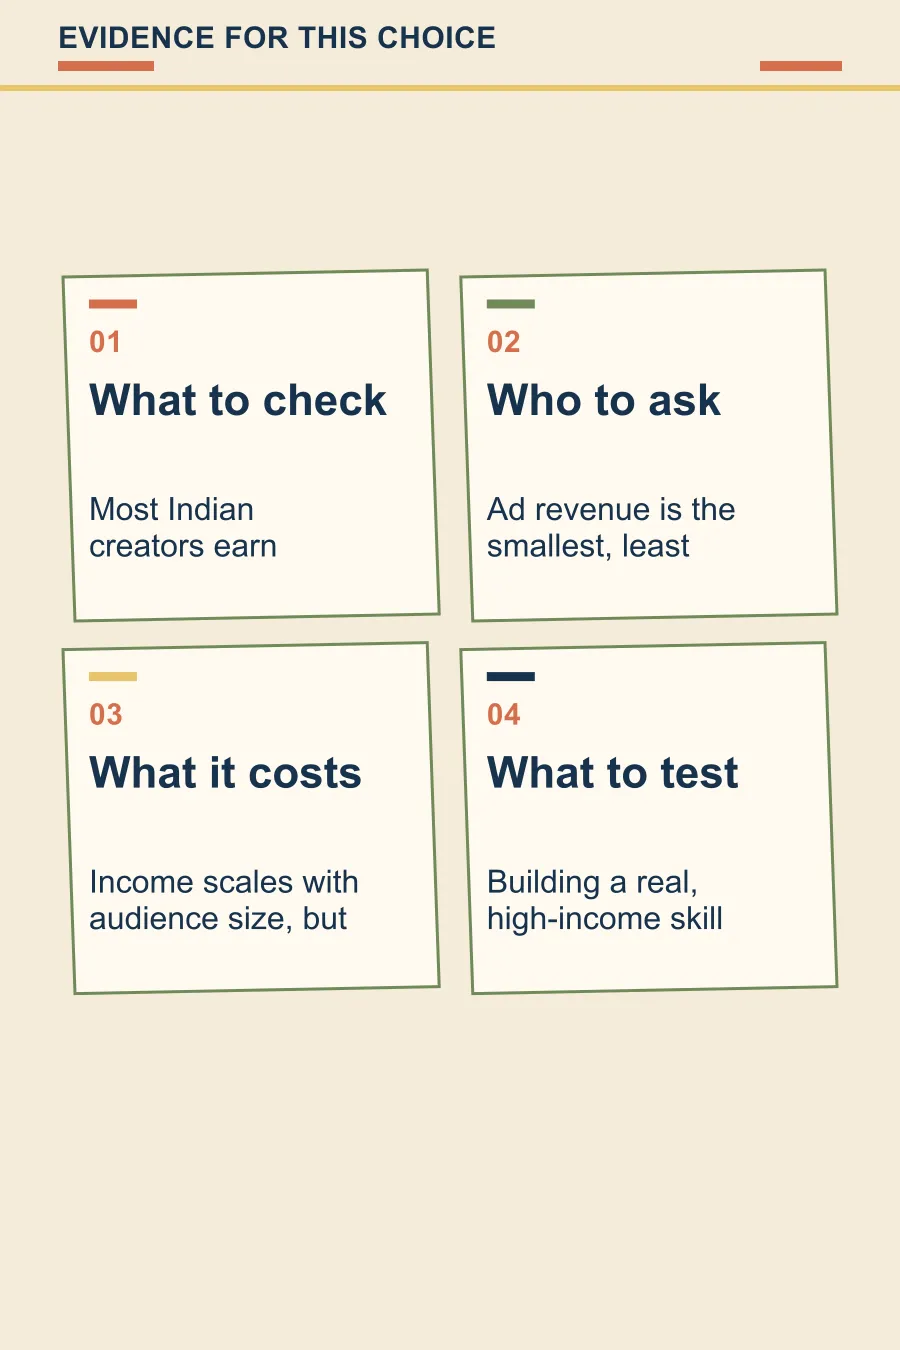 EVIDENCE FOR THIS CHOICE
01
What to check
Most Indian
creators earn
02
Who to ask
Ad revenue is the
smallest, least
03
What it costs
Income scales with
audience size, but
04
What to test
Building a real,
high-income skill